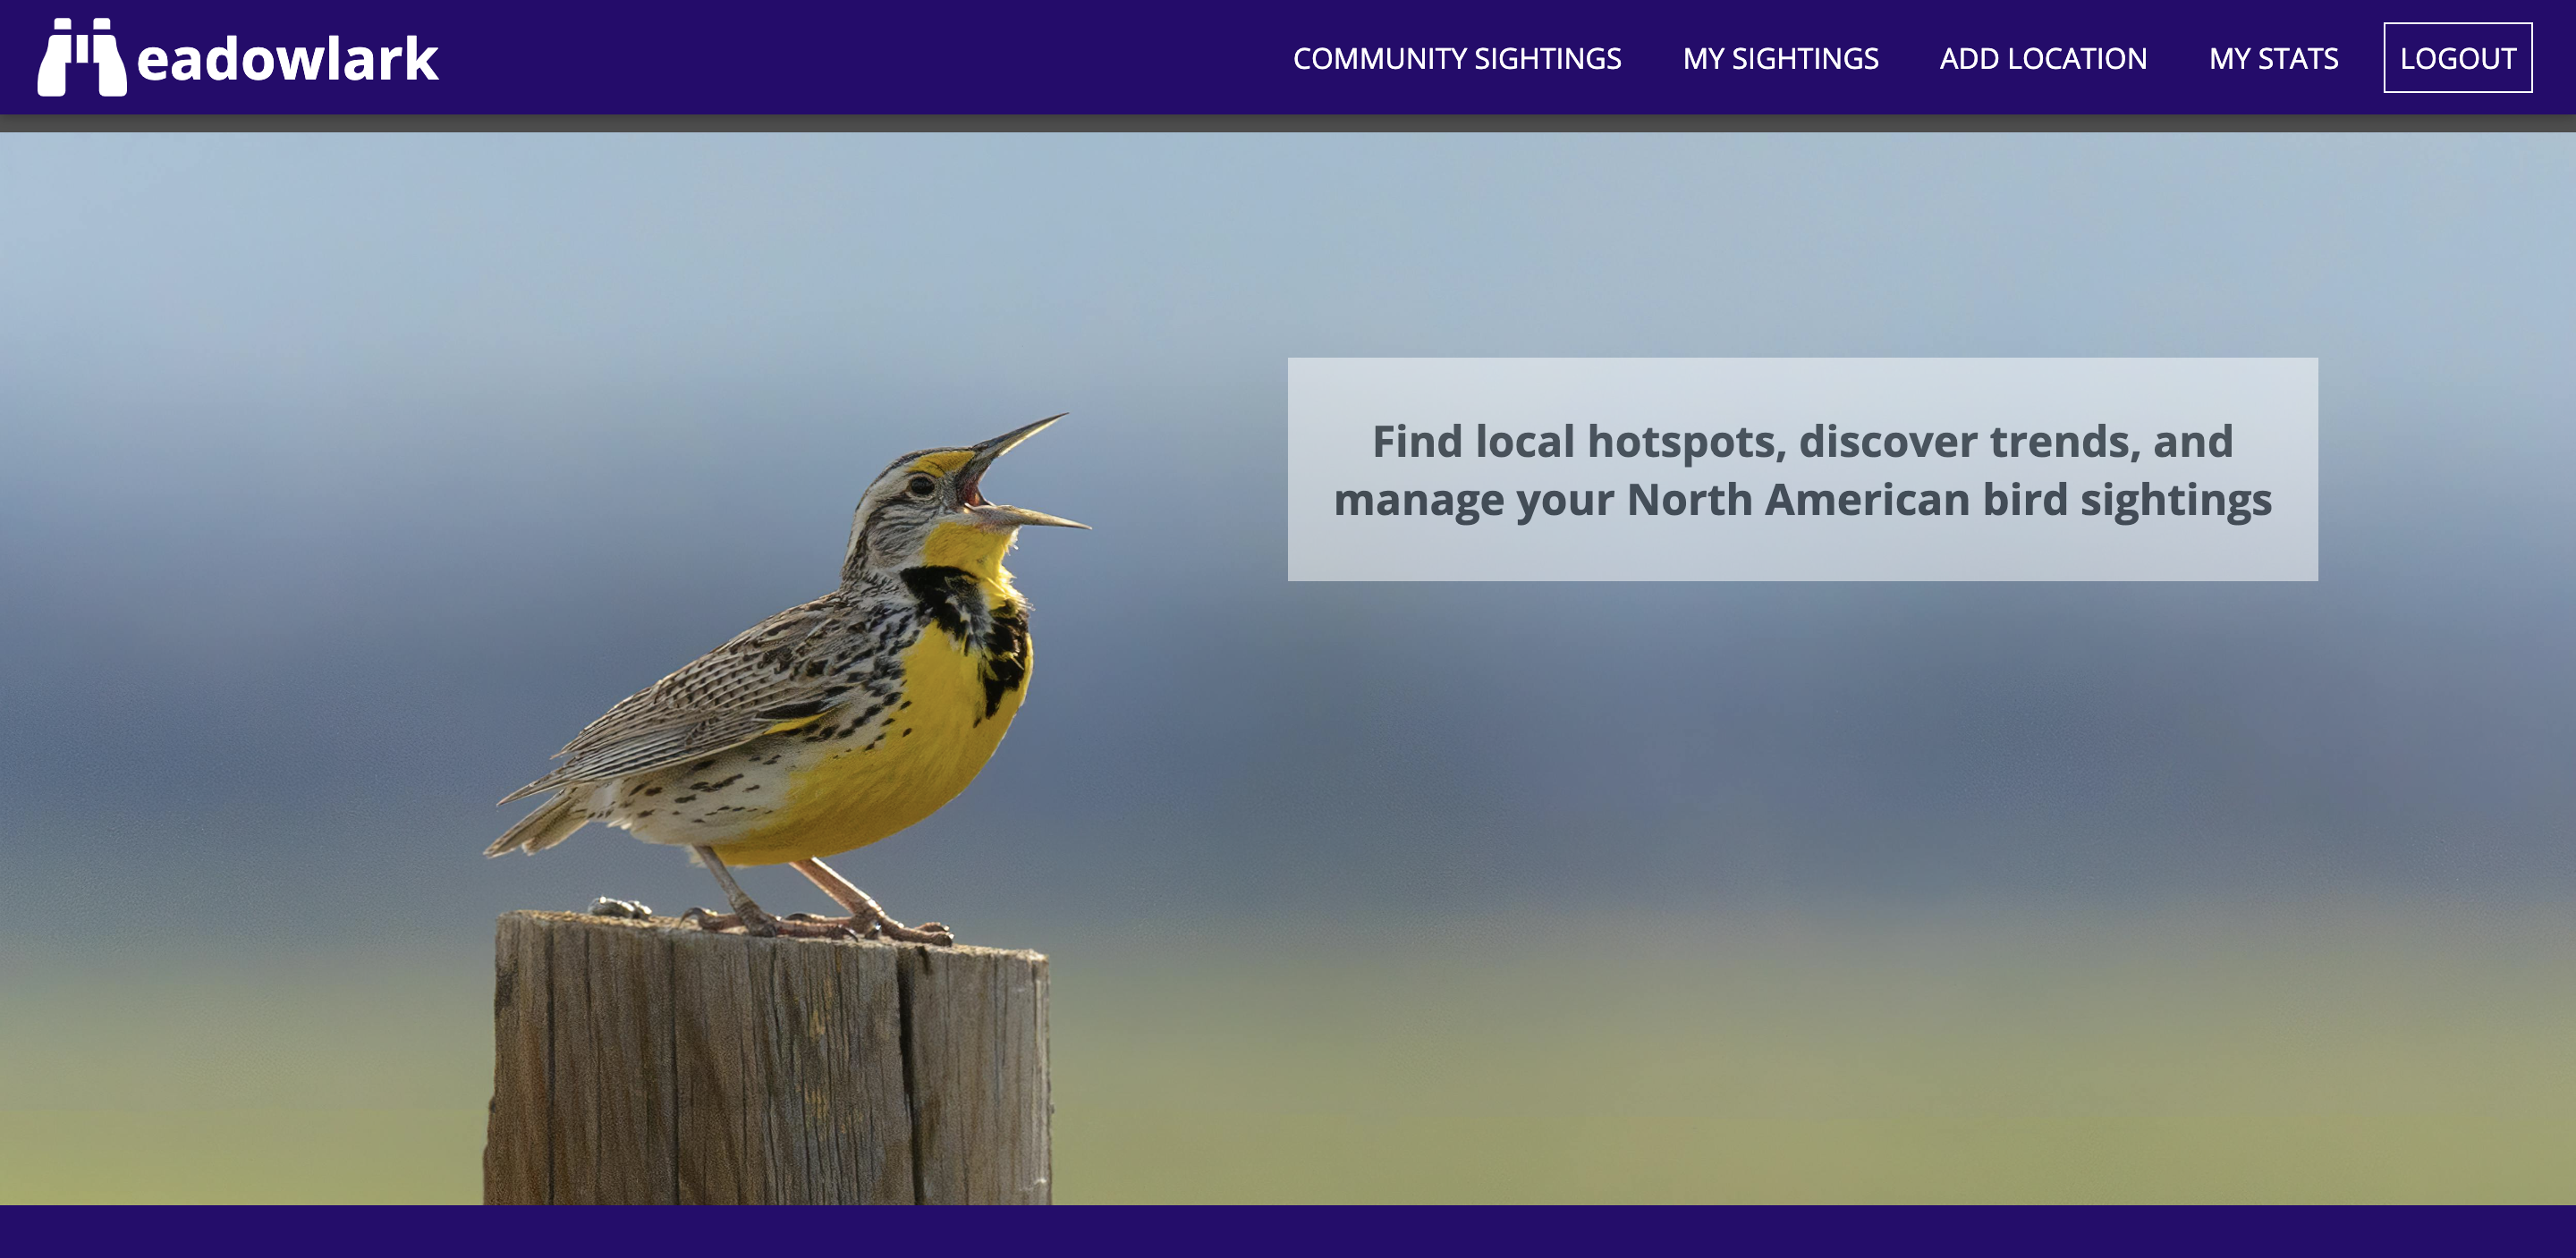 eadowlark
COMMUNITY SIGHTINGS
MY SIGHTINGS
ADD LOCATION
MY STATS
LOGOUT
Find local hotspots, discover trends, and
manage your North American bird sightings